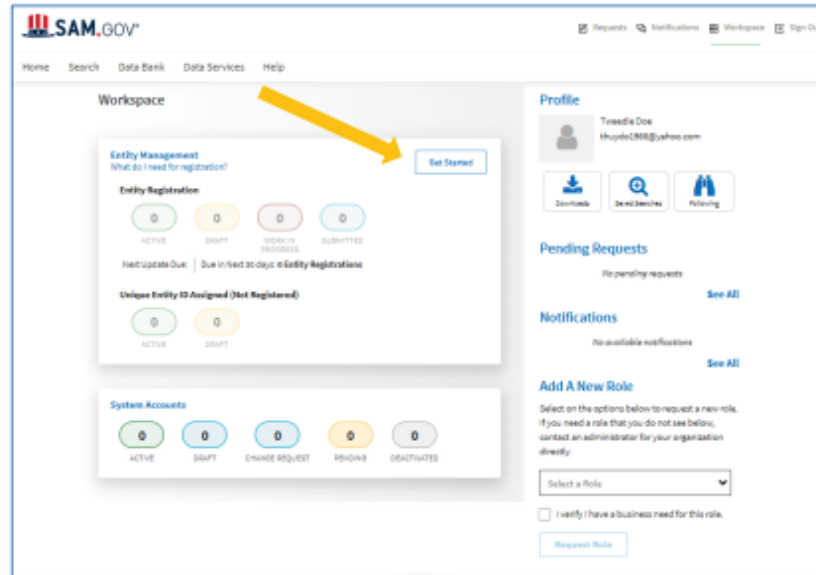 SAM.GOV®
Requests Notifications Workspace Sign Ou
Home Search Data Bank Data Services Help
Workspace
Entity Management
What do I need for registration?
Get Started
Entity Registration
0 0 0 0
ACTIVE DRAFT WORK IN PROGRESS SUBMITTED
Next Update Due: Due in Next 30 days: 0 Entity Registrations
Unique Entity ID Assigned (Not Registered)
0 0
ACTIVE DRAFT
System Accounts
0 0 0 0 0
ACTIVE DRAFT CHANGE REQUEST PENDING DEACTIVATED
Profile
Tweedie Doe
thuydo1968@yahoo.com
Downloads Saved Searches Following
Pending Requests
No pending requests
See All
Notifications
No available notifications
See All
Add A New Role
Select on the options below to request a new role.
If you need a role that you do not see below,
contact an administrator for your organization
directly.
Select a Role
I verify I have a business need for this role.
Request Role